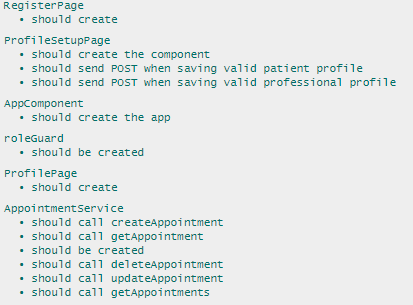 RegisterPage
• should create
ProfileSetupPage
• should create the component
• should send POST when saving valid patient profile
• should send POST when saving valid professional profile
AppComponent
• should create the app
roleGuard
• should be created
ProfilePage
• should create
AppointmentService
• should call createAppointment
• should call getAppointment
• should be created
• should call deleteAppointment
• should call updateAppointment
• should call getAppointments